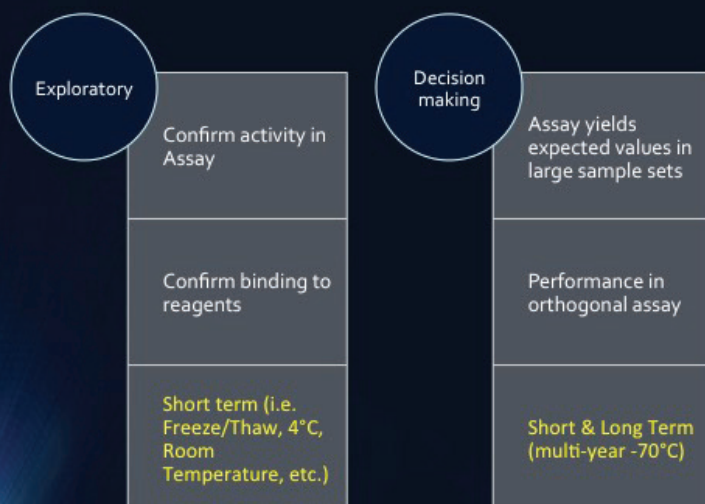 Exploratory
Confirm activity in
Assay
Confirm binding to
reagents
Short term (i.e.
Freeze/Thaw, 4°C,
Room
Temperature, etc.)
Decision
making
Assay yields
expected values in
large sample sets
Performance in
orthogonal assay
Short & Long Term
(multi-year -70°C)